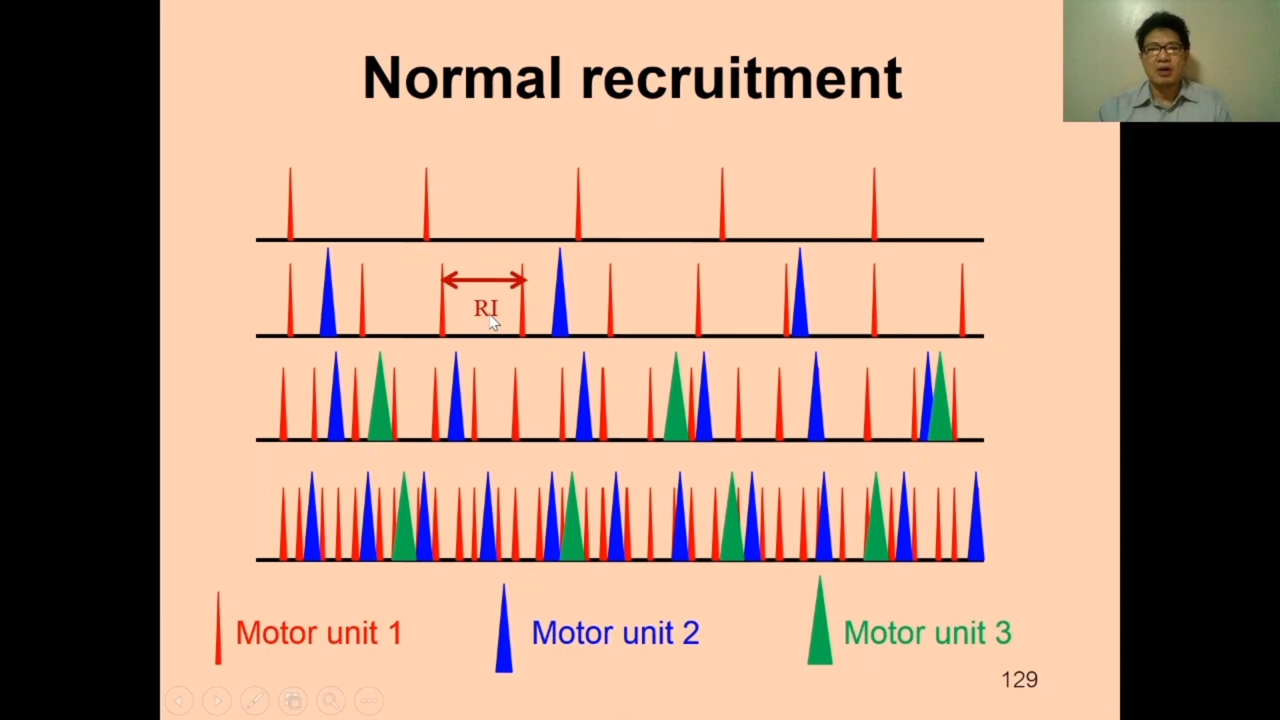 Normal recruitment
RI
Motor unit 1
Motor unit 2
Motor unit 3
129